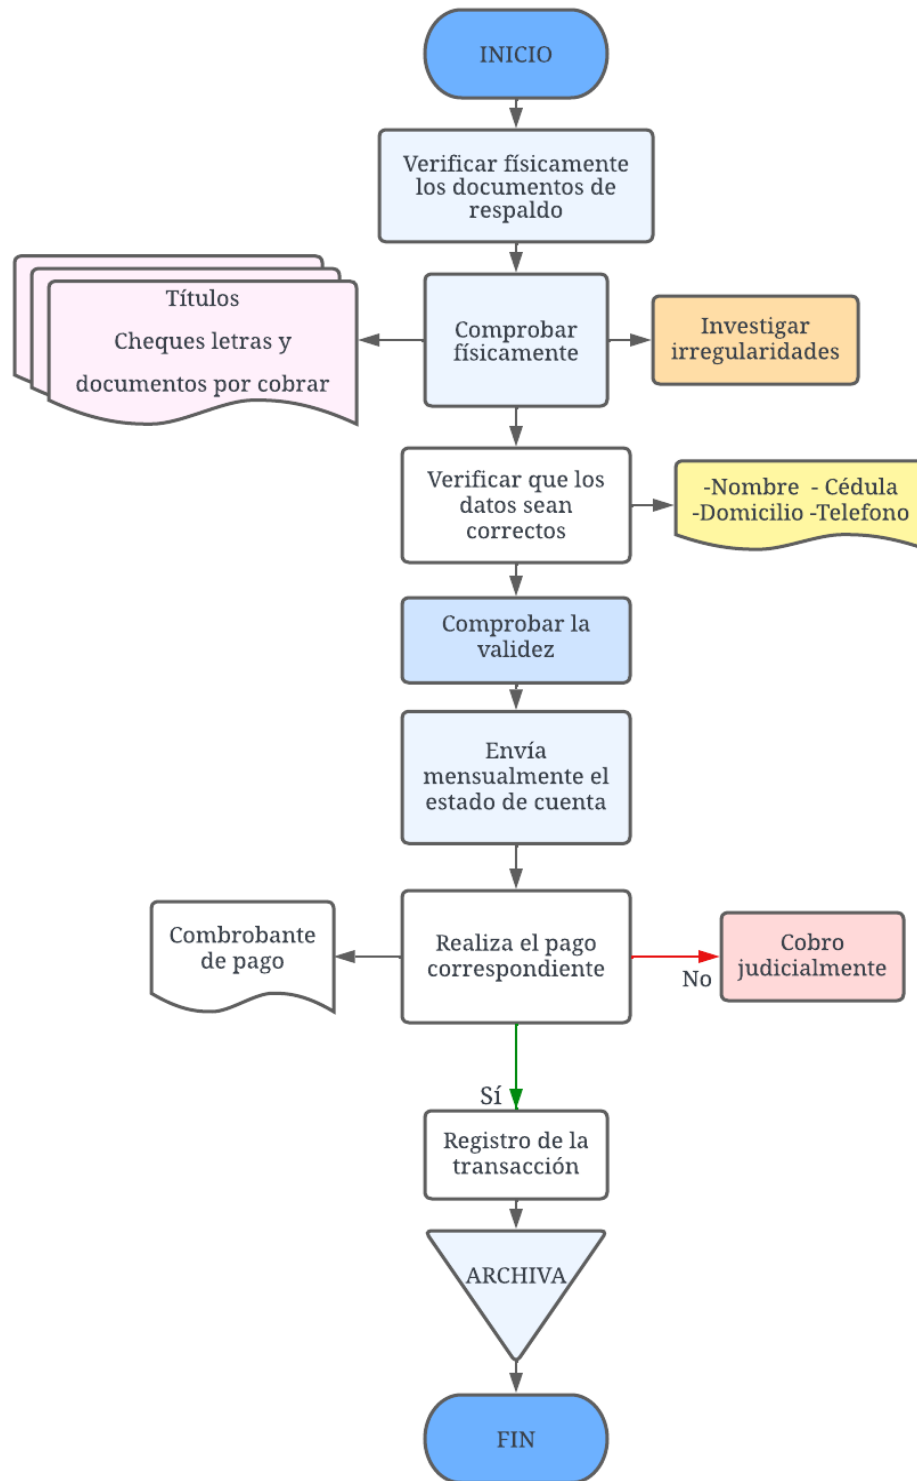 INICIO
Verificar físicamente
los documentos de
respaldo
Títulos
Cheques letras y
documentos por cobrar
Comprobar
físicamente
Investigar
irregularidades
Verificar que los
datos sean
correctos
-Nombre - Cédula
-Domicilio -Telefono
Comprobar la
validez
Envía
mensualmente el
estado de cuenta
Combrobante
de pago
Realiza el pago
correspondiente
No
Cobro
judicialmente
Sí
Registro de la
transacción
ARCHIVA
FIN